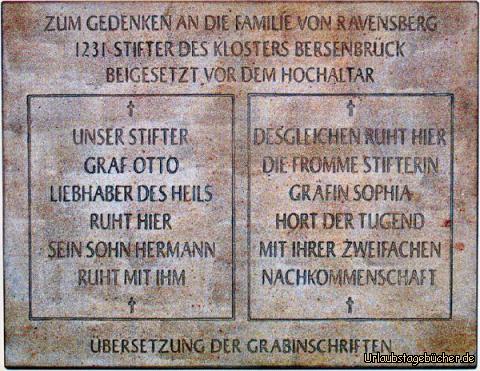 ZUM GEDENKEN AN DIE FAMILIE VON RAVENSBERG
1231 STIFTER DES KLOSTERS BERSENBRÜCK
BEIGESETZT VOR DEM HOCHALTAR
UNSER STIFTER
GRAF OTTO
LIEBHABER DES HEILS
RUHT HIER
SEIN SOHN HERMANN
RUHT MIT IHM
DESGLEICHEN RUHT HIER
DIE FROMME STIFTERIN
GRÄFIN SOPHIA
HORT DER TUGEND
MIT IHRER ZWEIFACHEN
NACHKOMMENSCHAFT
ÜBERSETZUNG DER GRABINSCHRIFTEN
Urlaubstagebücher.de